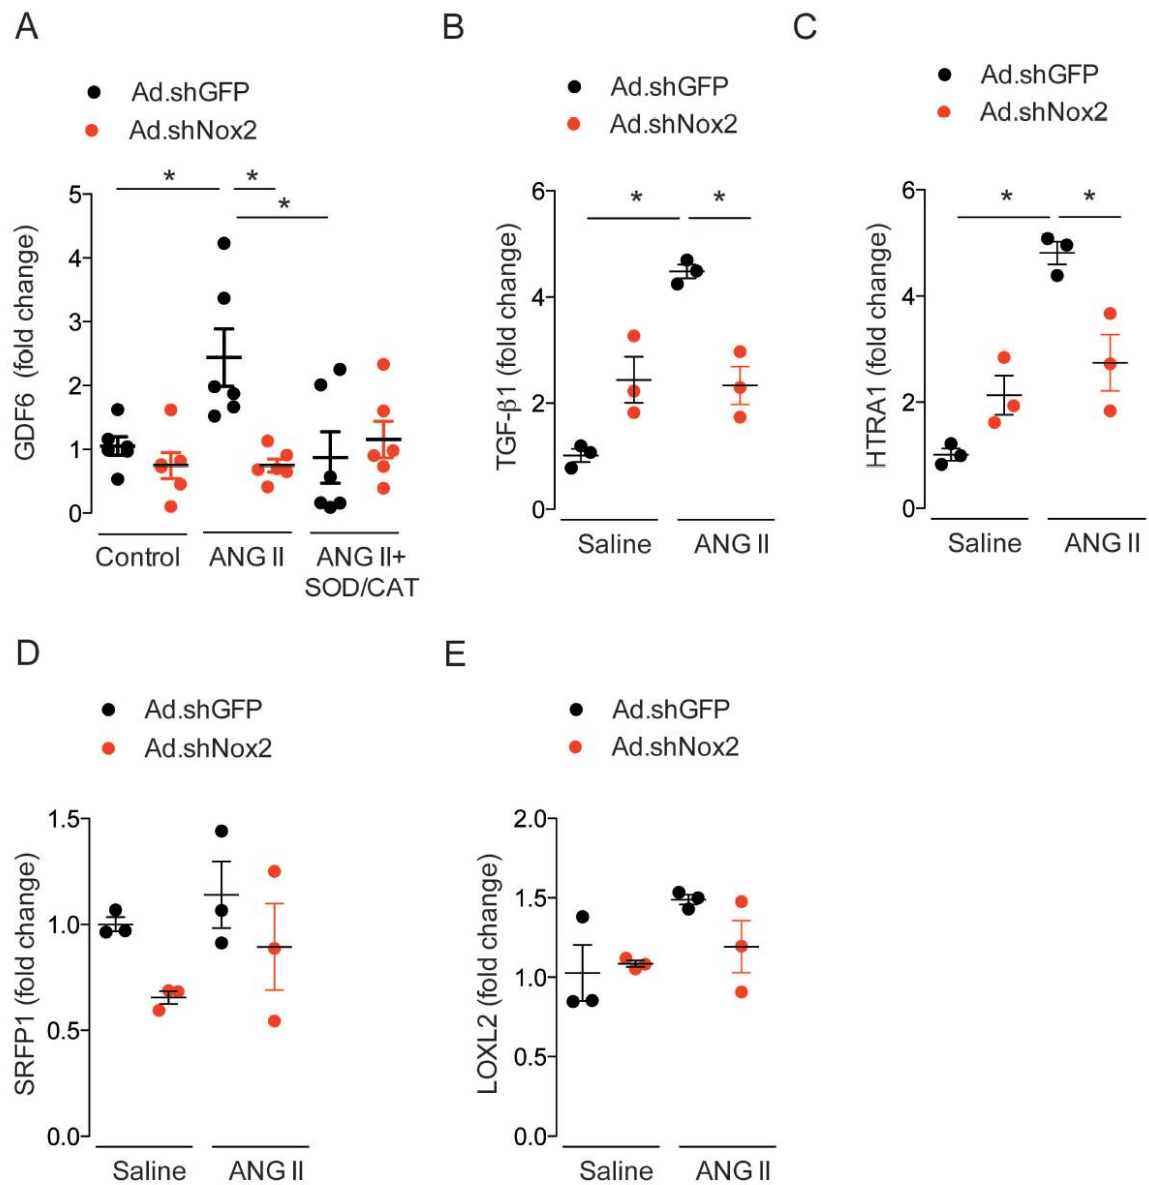 A
Ad.shGFP
Ad.shNox2
* * *
GDF6 (fold change)
5
4
3
2
1
0
Control ANG II ANG II+
SOD/CAT
B
Ad.shGFP
Ad.shNox2
* *
TGF-β1 (fold change)
6
4
2
0
Saline ANG II
C
Ad.shGFP
Ad.shNox2
* *
HTRA1 (fold change)
6
4
2
0
Saline ANG II
D
Ad.shGFP
Ad.shNox2
SRFP1 (fold change)
1.5
1.0
0.5
0.0
Saline ANG II
E
Ad.shGFP
Ad.shNox2
LOXL2 (fold change)
2.0
1.5
1.0
0.5
0.0
Saline ANG II